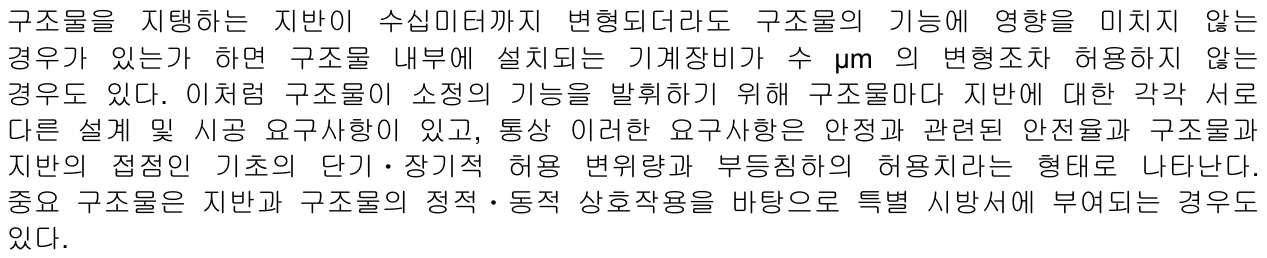 구조물을 지탱하는 지반이 수십미터까지 변형되더라도 구조물의 기능에 영향을 미치지 않는
경우가 있는가 하면 구조물 내부에 설치되는 기계장비가 수 μm 의 변형조차 허용하지 않는
경우도 있다. 이처럼 구조물이 소정의 기능을 발휘하기 위해 구조물마다 지반에 대한 각각 서로
다른 설계 및 시공 요구사항이 있고, 통상 이러한 요구사항은 안정과 관련된 안전율과 구조물과
지반의 접점인 기초의 단기·장기적 허용 변위량과 부등침하의 허용치라는 형태로 나타난다.
중요 구조물은 지반과 구조물의 정적·동적 상호작용을 바탕으로 특별 시방서에 부여되는 경우도
있다.